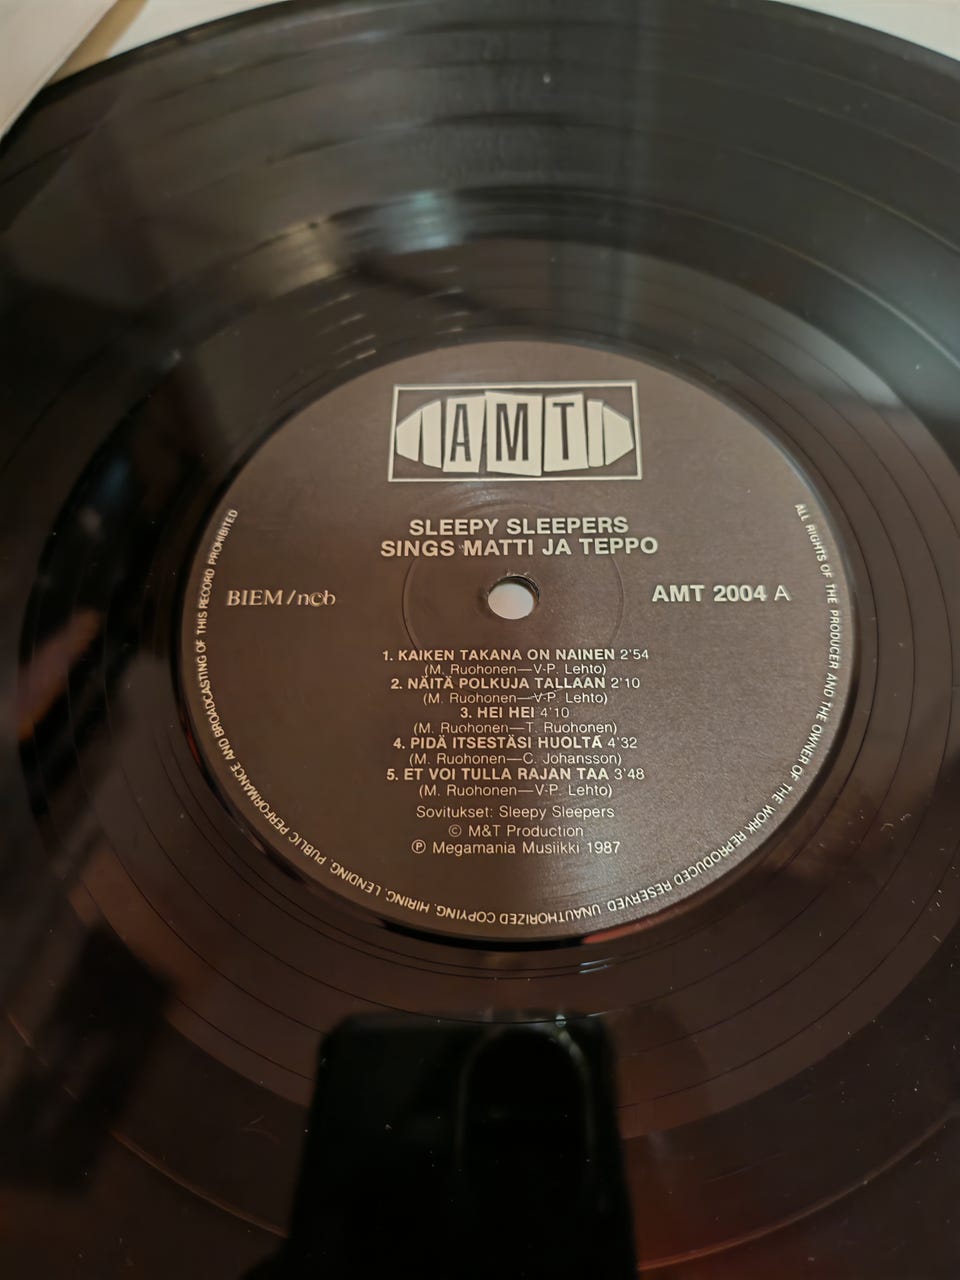 AMT
SLEEPY SLEEPERS
SINGS MATTI JA TEPPO
BIEM/ncb
AMT 2004 A
1. KAIKEN TAKANA ON NAINEN 2'54
(M. Ruohonen—V-P. Lehto)
2. NÄITÄ POLKUJA TALLAAN 2'10
(M. Ruohonen—V-P. Lehto)
3. HEI HEI 4'10
(M. Ruohonen—T. Ruohonen)
4. PIDÄ ITSESTÄSI HUOLTA 4'32
(M. Ruohonen—C. Johansson)
5. ET VOI TULLA RAJAN TAA 3'48
(M. Ruohonen—V-P. Lehto)
Sovitukset: Sleepy Sleepers
© M&T Production
℗ Megamania Musiikki 1987
ALL RIGHTS OF THE PRODUCER AND THE OWNER OF THE WORK REPRODUCED RESERVED. UNAUTHORIZED COPYING, HIRING, LENDING, PUBLIC PERFORMANCE AND BROADCASTING OF THIS RECORD PROHIBITED